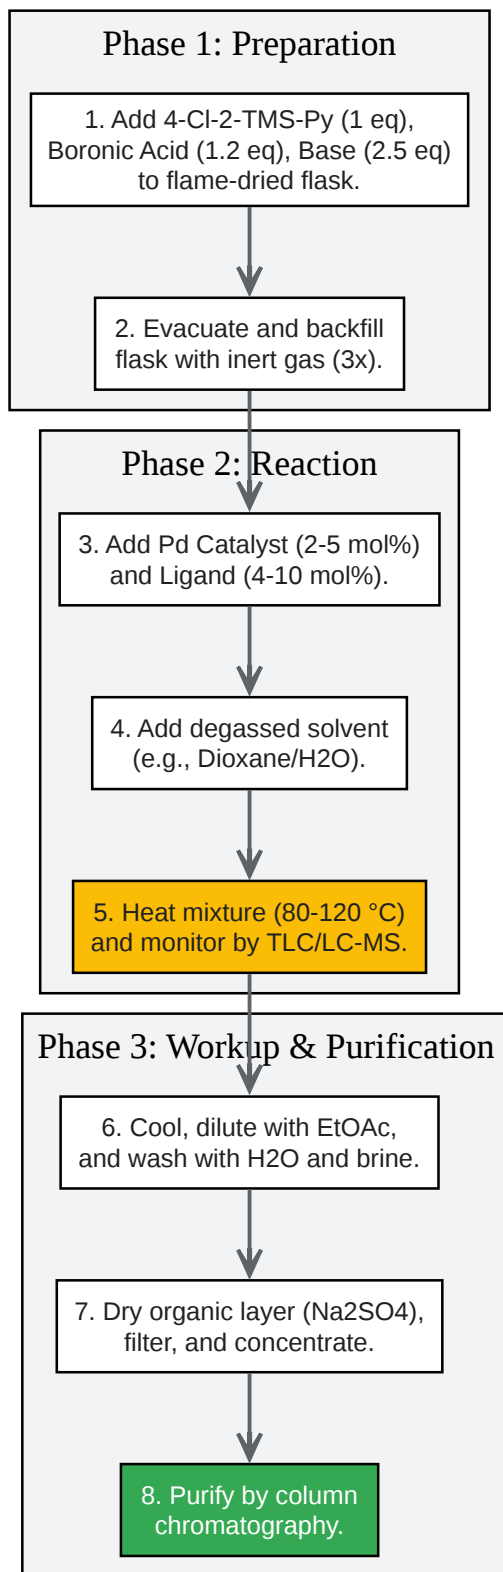 Phase 1: Preparation
1. Add 4-Cl-2-TMS-Py (1 eq),
Boronic Acid (1.2 eq), Base (2.5 eq)
to flame-dried flask.
2. Evacuate and backfill
flask with inert gas (3x).
Phase 2: Reaction
3. Add Pd Catalyst (2-5 mol%)
and Ligand (4-10 mol%).
4. Add degassed solvent
(e.g., Dioxane/H2O).
5. Heat mixture (80-120 °C)
and monitor by TLC/LC-MS.
Phase 3: Workup & Purification
6. Cool, dilute with EtOAc,
and wash with H2O and brine.
7. Dry organic layer (Na2SO4),
filter, and concentrate.
8. Purify by column
chromatography.